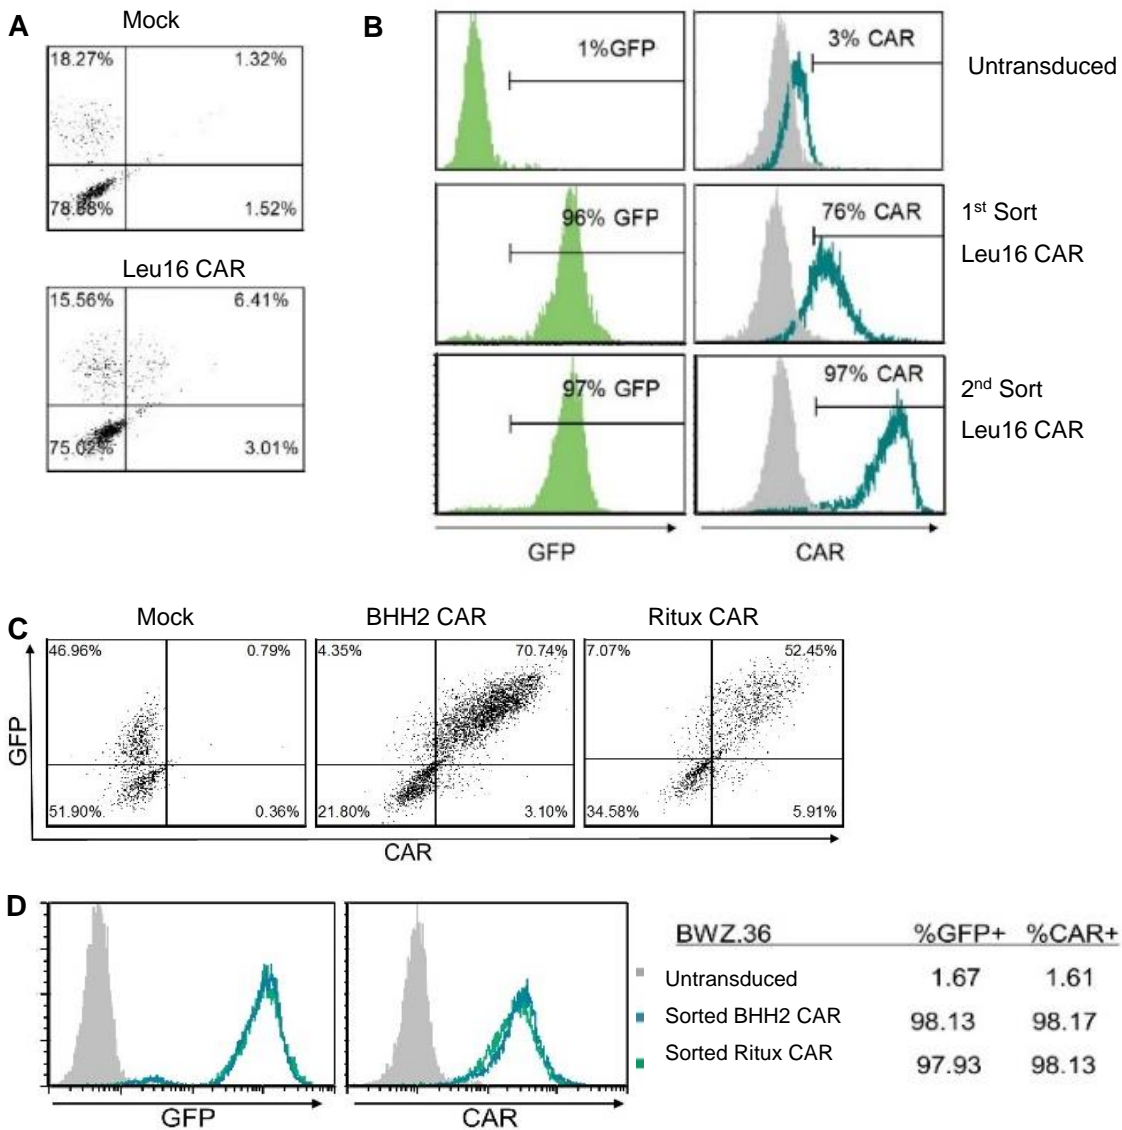 A
Mock
18.27% 1.32%
78.88% 1.52%
Leu16 CAR
15.56% 6.41%
75.02% 3.01%
B
1%GFP
3% CAR
Untransduced
96% GFP
76% CAR
1st Sort
Leu16 CAR
97% GFP
97% CAR
2nd Sort
Leu16 CAR
GFP
CAR
C
Mock
BHH2 CAR
Ritux CAR
46.96% 0.79%
51.90% 0.36%
4.35% 70.74%
21.80% 3.10%
7.07% 52.45%
34.58% 5.91%
GFP
CAR
D
GFP
CAR
BWZ.36 %GFP+ %CAR+
Untransduced 1.67 1.61
Sorted BHH2 CAR 98.13 98.17
Sorted Ritux CAR 97.93 98.13